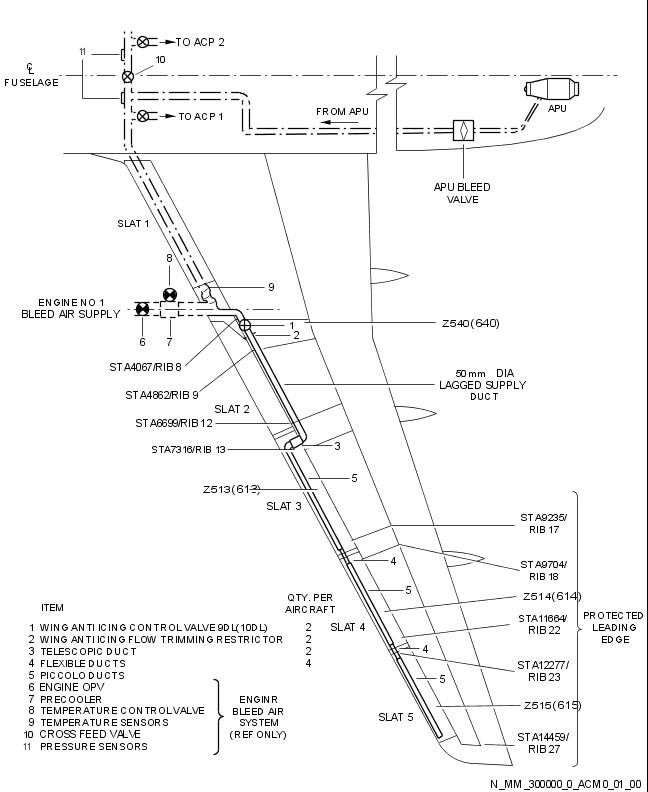 TO ACP 2
11
10
C L
FUSELAGE
TO ACP 1
FROM APU
APU
APU BLEED
VALVE
SLAT 1
8
9
ENGINE NO 1
BLEED AIR SUPPLY
6
7
1
2
Z540(640)
STA4067/RIB 8
STA4862/RIB 9
50mm DIA
LAGGED SUPPLY
DUCT
SLAT 2
STA6699/RIB 12
STA7316/RIB 13
3
5
Z513(613)
SLAT 3
STA9235/
RIB 17
4
STA9704/
RIB 18
5
Z514(614)
STA11664/
RIB 22
PROTECTED
LEADING
EDGE
4
STA12277/
RIB 23
5
Z515(615)
SLAT 4
SLAT 5
STA14459/
RIB 27
ITEM
QTY. PER
AIRCRAFT
1 WING ANTI ICING CONTROL VALVE 9DL(10DL) 2
2 WING ANTI ICING FLOW TRIMMING RESTRICTOR 2
3 TELESCOPIC DUCT 2
4 FLEXIBLE DUCTS 4
5 PICCOLO DUCTS
6 ENGINE OPV
7 PRECOOLER
8 TEMPERATURE CONTROL VALVE
9 TEMPERATURE SENSORS
10 CROSS FEED VALVE
11 PRESSURE SENSORS
ENGINR
BLEED AIR
SYSTEM
(REF ONLY)
N_MM_300000_0_ACM0_01_00